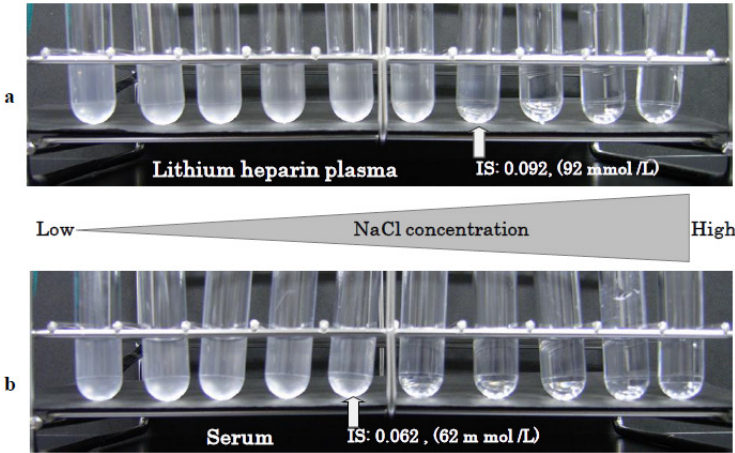 a
Lithium heparin plasma
IS: 0.092, (92 mmol /L)
Low
NaCl concentration
High
b
Serum
IS: 0.062 , (62 m mol /L)